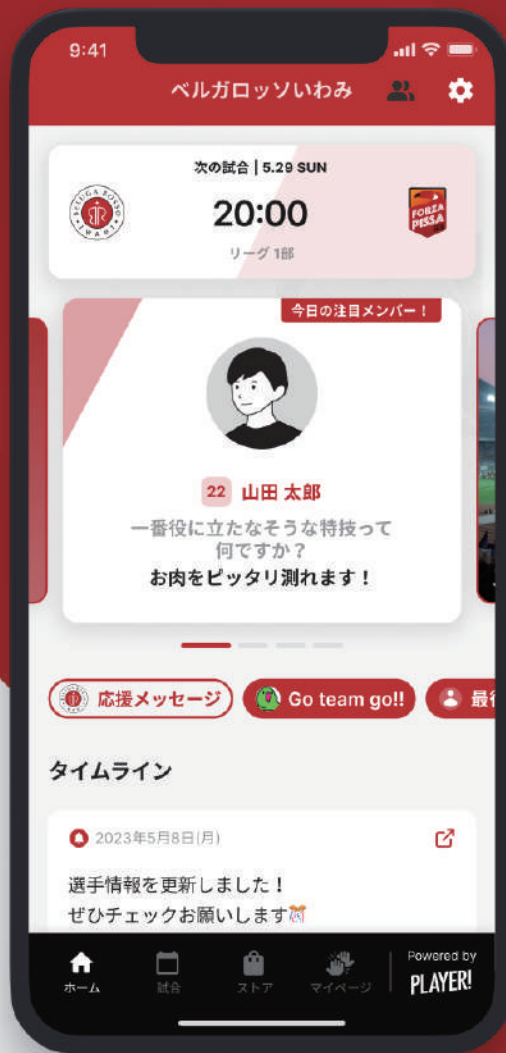 9:41
ベルガロッソいわみ
次の試合 | 5.29 SUN
BELUGA ROSSO
IWAMI
20:00
FORZA
PESSA
リーグ 1部
今日の注目メンバー！
22 山田 太郎
一番役に立たなそうな特技って
何ですか？
お肉をピッタリ測れます！
応援メッセージ
Go team go!!
最
タイムライン
2023年5月8日(月)
選手情報を更新しました！
ぜひチェックお願いします🎊
ホーム
試合
ストア
マイページ
Powered by
PLAYER!